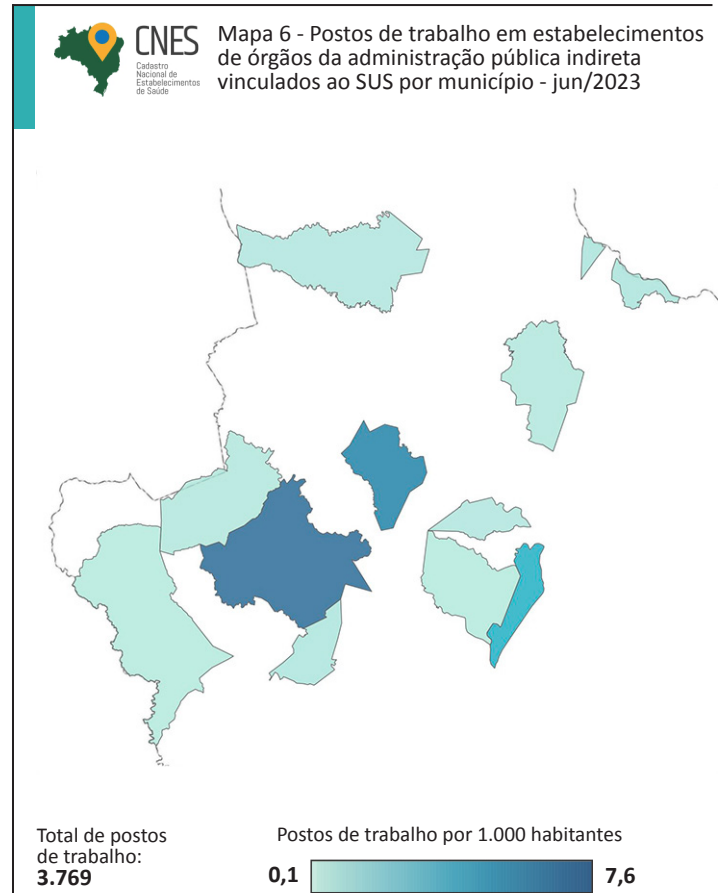 CNES
Cadastro
Nacional de
Estabelecimentos
de Saúde
Mapa 6 - Postos de trabalho em estabelecimentos
de órgãos da administração pública indireta
vinculados ao SUS por município - jun/2023
Total de postos
de trabalho:
3.769
Postos de trabalho por 1.000 habitantes
0,1
7,6